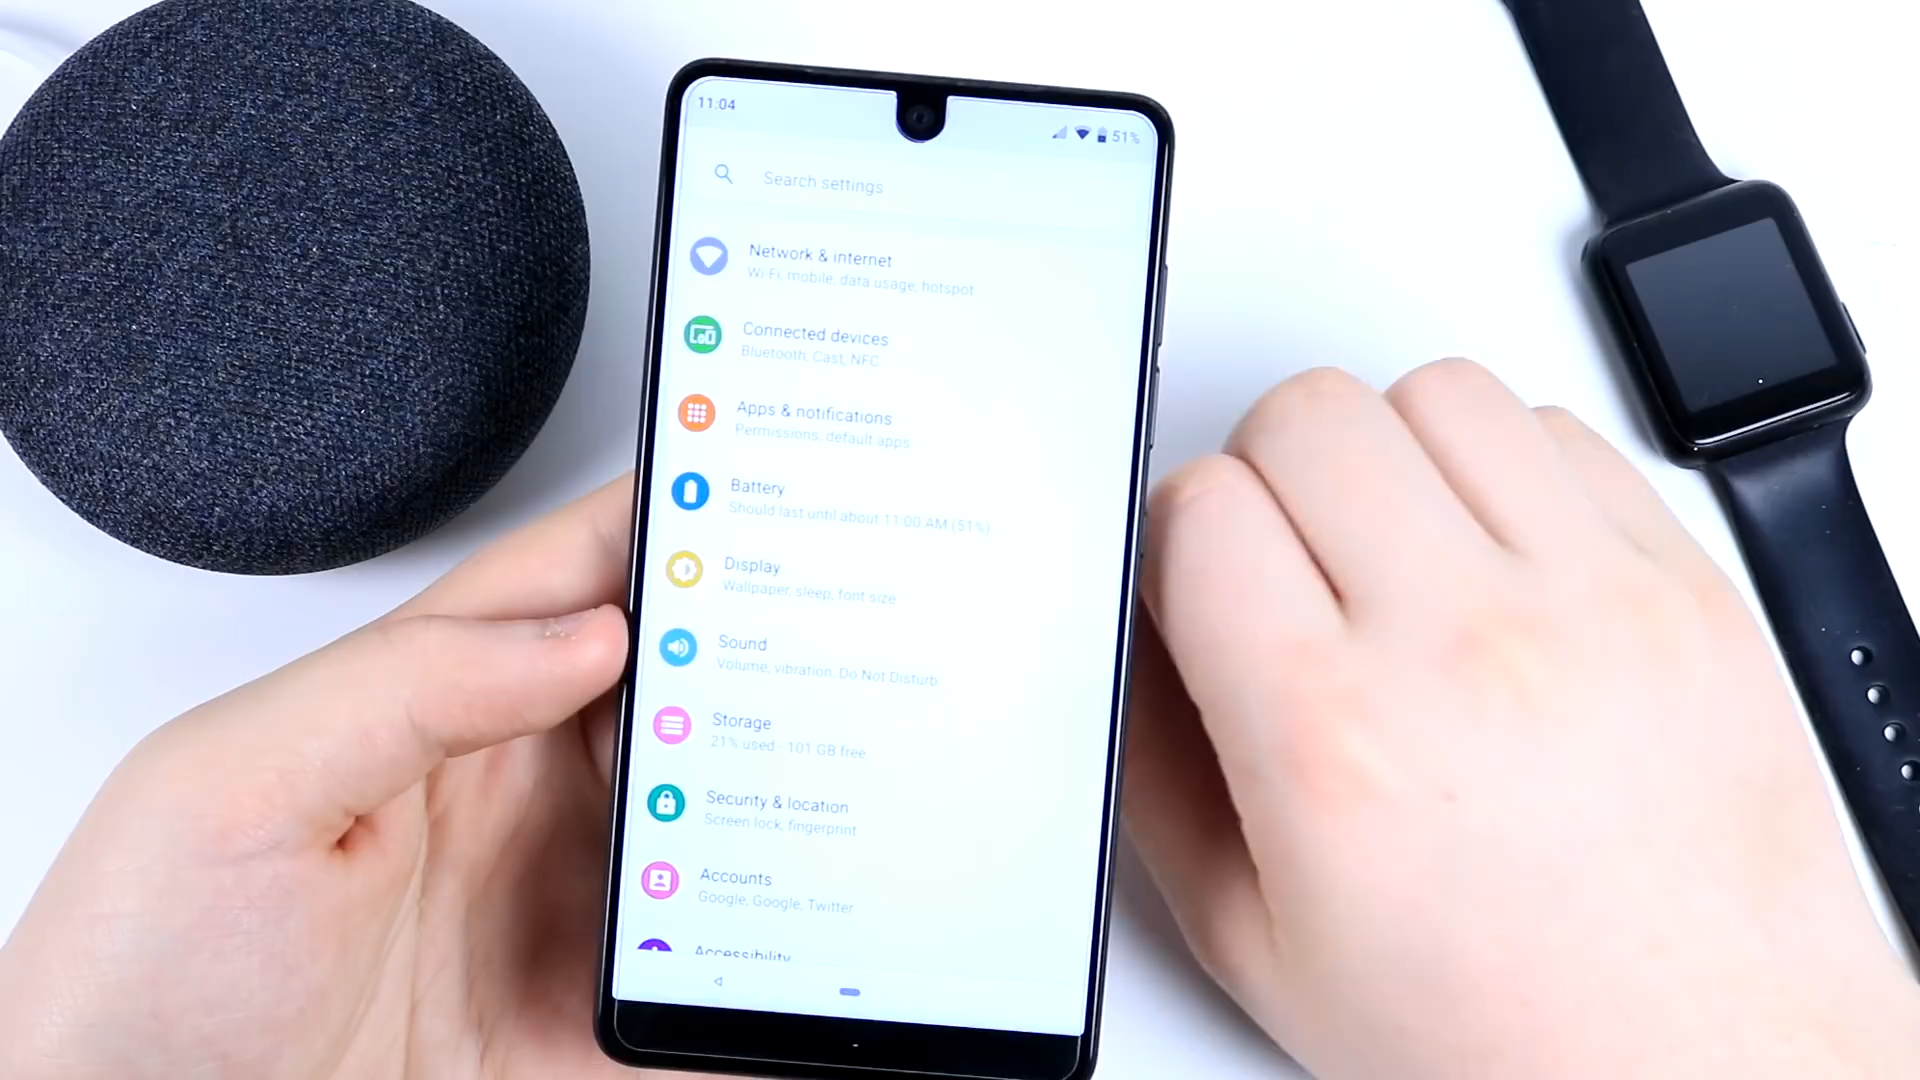 11:04
51%
Search settings
Network & internet
Wi-Fi, mobile, data usage, hotspot
Connected devices
Bluetooth, Cast, NFC
Apps & notifications
Permissions, default apps
Battery
Should last until about 11:00 AM (51%)
Display
Wallpaper, sleep, font size
Sound
Volume, vibration, Do Not Disturb
Storage
21% used - 101 GB free
Security & location
Screen lock, fingerprint
Accounts
Google, Google, Twitter
Accessibility